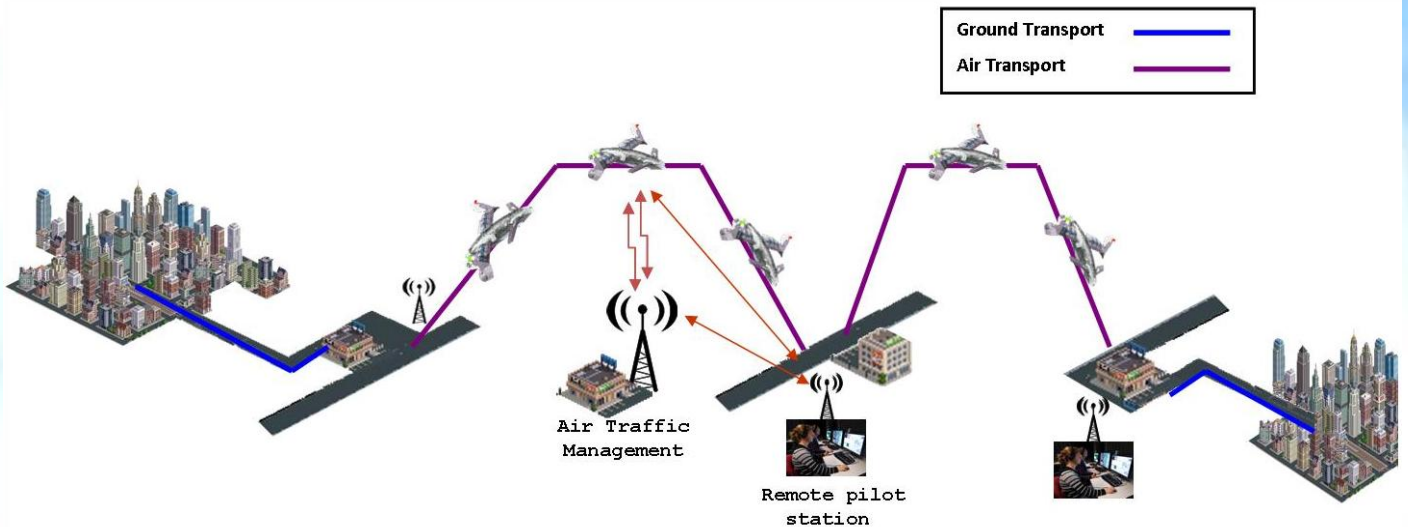 Ground Transport
Air Transport
Air Traffic
Management
Remote pilot
station